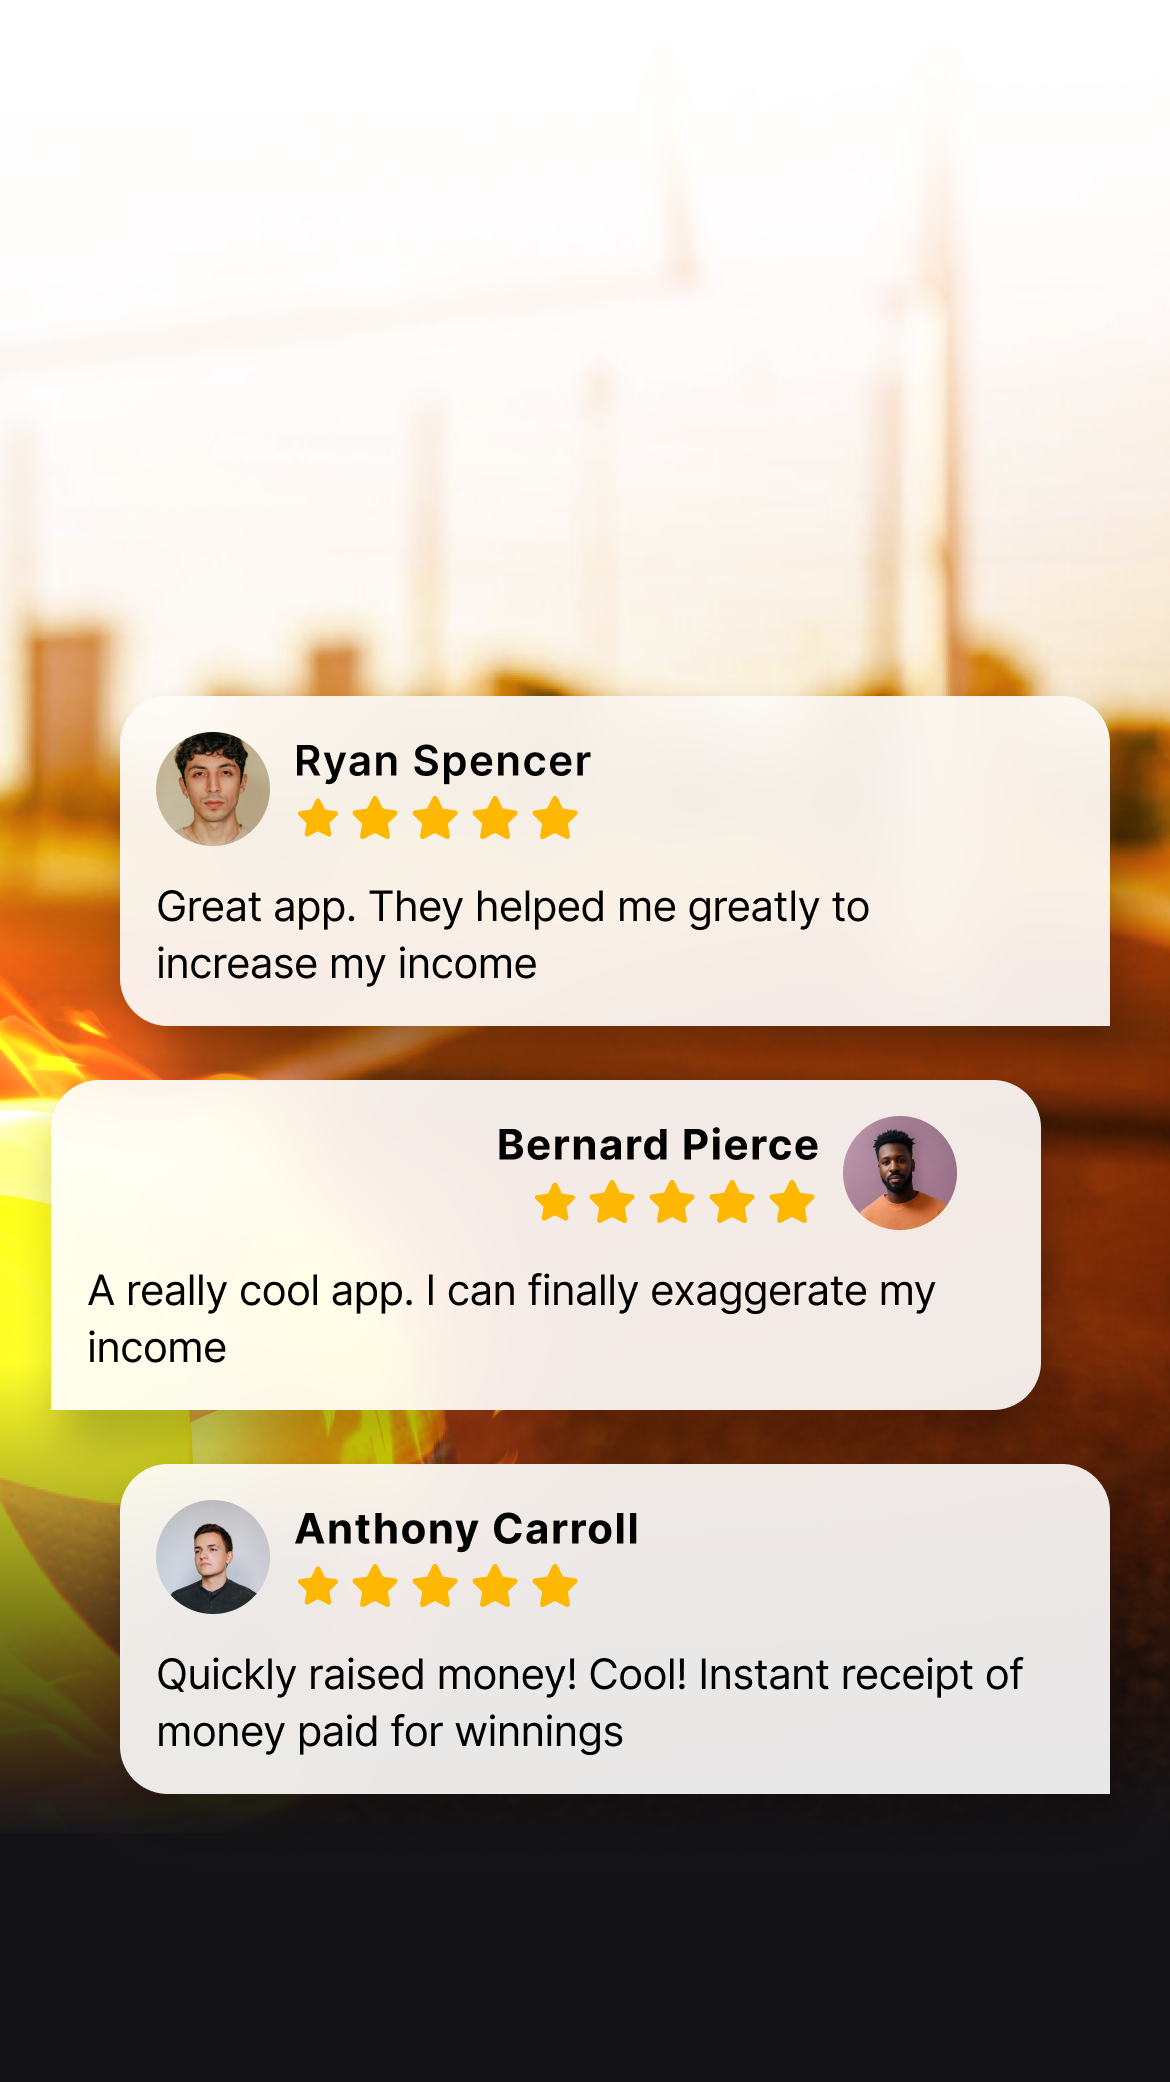 Ryan Spencer
Great app. They helped me greatly to
increase my income
Bernard Pierce
A really cool app. I can finally exaggerate my
income
Anthony Carroll
Quickly raised money! Cool! Instant receipt of
money paid for winnings